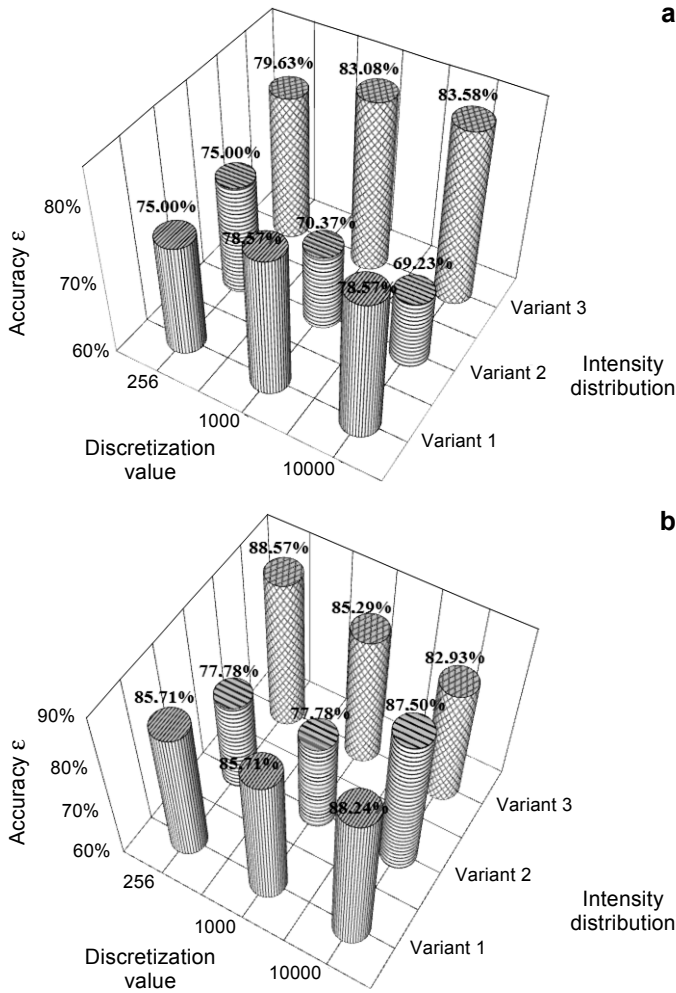 a
79.63%
83.08%
83.58%
75.00%
75.00%
78.57%
70.37%
69.23%
78.57%
80%
70%
60%
Accuracy ε
256
1000
10000
Discretization
value
Variant 3
Variant 2
Variant 1
Intensity
distribution
b
88.57%
85.29%
82.93%
77.78%
85.71%
77.78%
87.50%
85.71%
88.24%
90%
80%
70%
60%
Accuracy ε
256
1000
10000
Discretization
value
Variant 3
Variant 2
Variant 1
Intensity
distribution